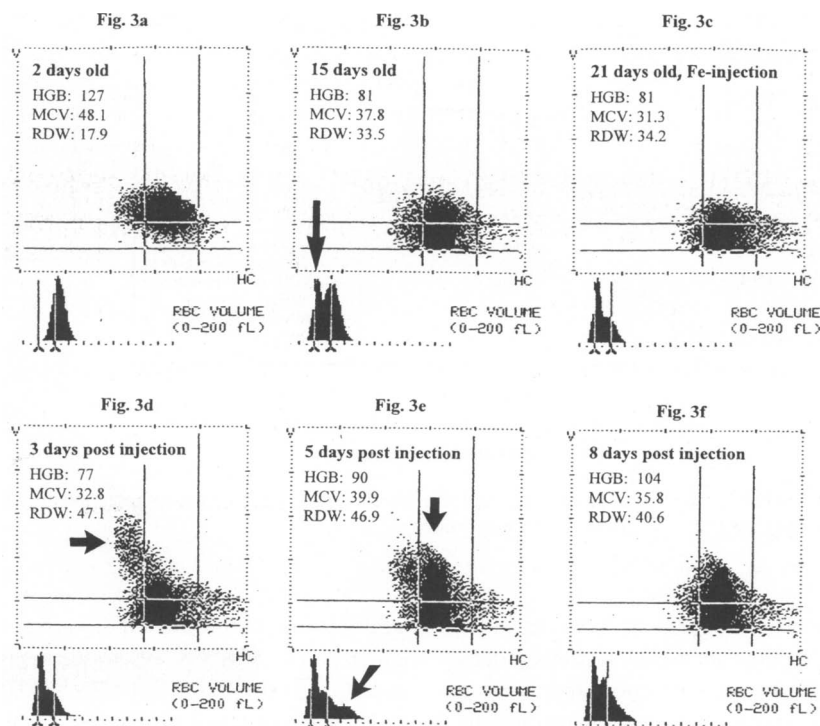 Fig. 3a
Fig. 3b
Fig. 3c
V
2 days old
HGB: 127
MCV: 48.1
RDW: 17.9
HC
RBC VOLUME
(0-200 fL)
V
15 days old
HGB: 81
MCV: 37.8
RDW: 33.5
HC
RBC VOLUME
(0-200 fL)
V
21 days old, Fe-injection
HGB: 81
MCV: 31.3
RDW: 34.2
HC
RBC VOLUME
(0-200 fL)
Fig. 3d
Fig. 3e
Fig. 3f
V
3 days post injection
HGB: 77
MCV: 32.8
RDW: 47.1
HC
RBC VOLUME
(0-200 fL)
V
5 days post injection
HGB: 90
MCV: 39.9
RDW: 46.9
HC
RBC VOLUME
(0-200 fL)
V
8 days post injection
HGB: 104
MCV: 35.8
RDW: 40.6
HC
RBC VOLUME
(0-200 fL)